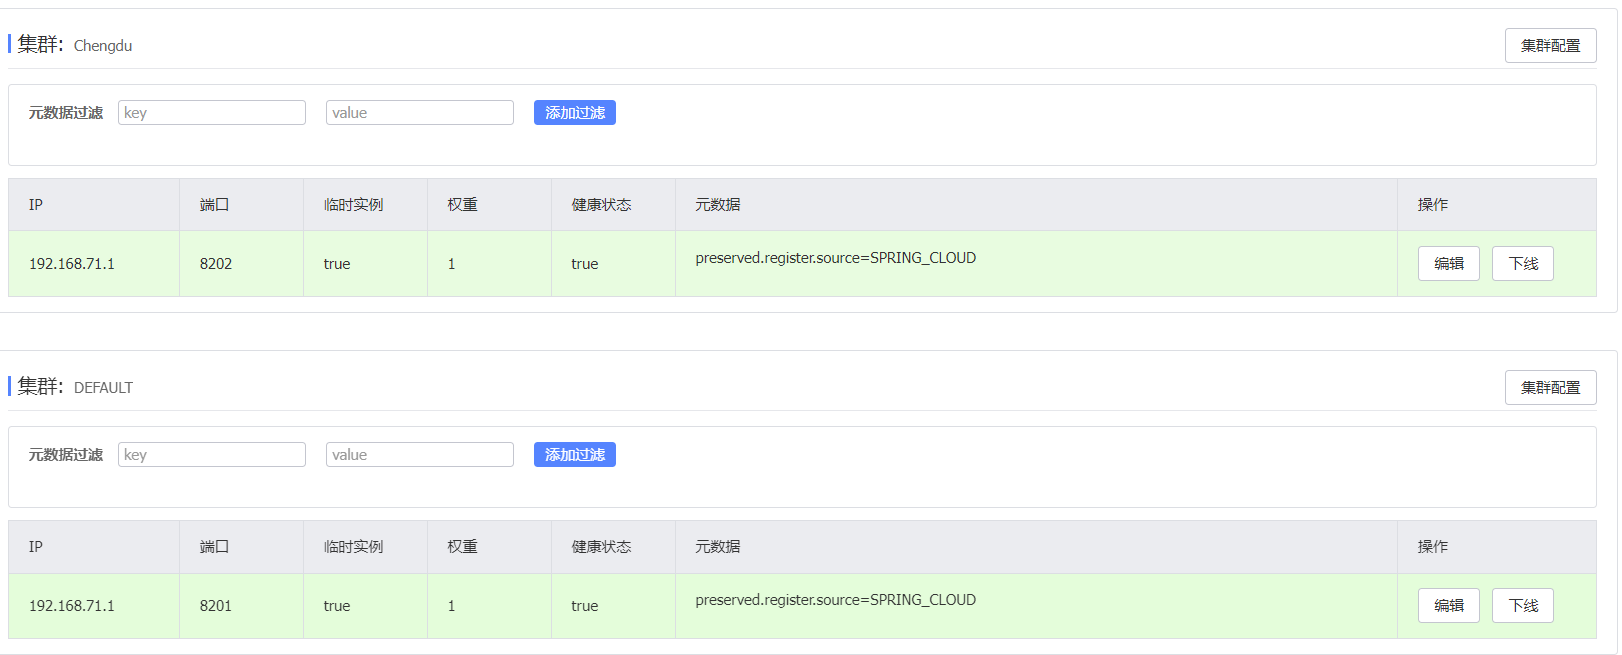 集群: Chengdu 集群配置
元数据过滤 key value 添加过滤
IP 端口 临时实例 权重 健康状态 元数据 操作
192.168.71.1 8202 true 1 true preserved.register.source=SPRING_CLOUD 编辑 下线
集群: DEFAULT 集群配置
元数据过滤 key value 添加过滤
IP 端口 临时实例 权重 健康状态 元数据 操作
192.168.71.1 8201 true 1 true preserved.register.source=SPRING_CLOUD 编辑 下线